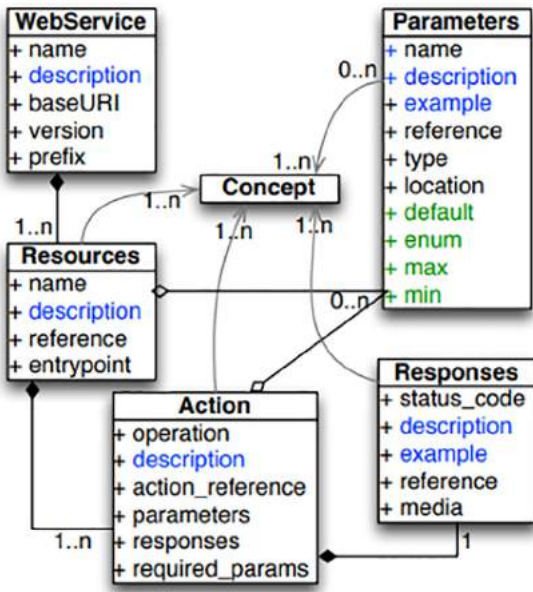 WebService
+ name
+ description
+ baseURI
+ version
+ prefix
Parameters
+ name
+ description
+ example
+ reference
+ type
+ location
+ default
+ enum
+ max
+ min
0..n
1..n
Concept
1..n
1..n
1..n
1..n
Resources
+ name
+ description
+ reference
+ entrypoint
0..n
Action
+ operation
+ description
+ action_reference
+ parameters
+ responses
+ required_params
1..n
Responses
+ status_code
+ description
+ example
+ reference
+ media
1